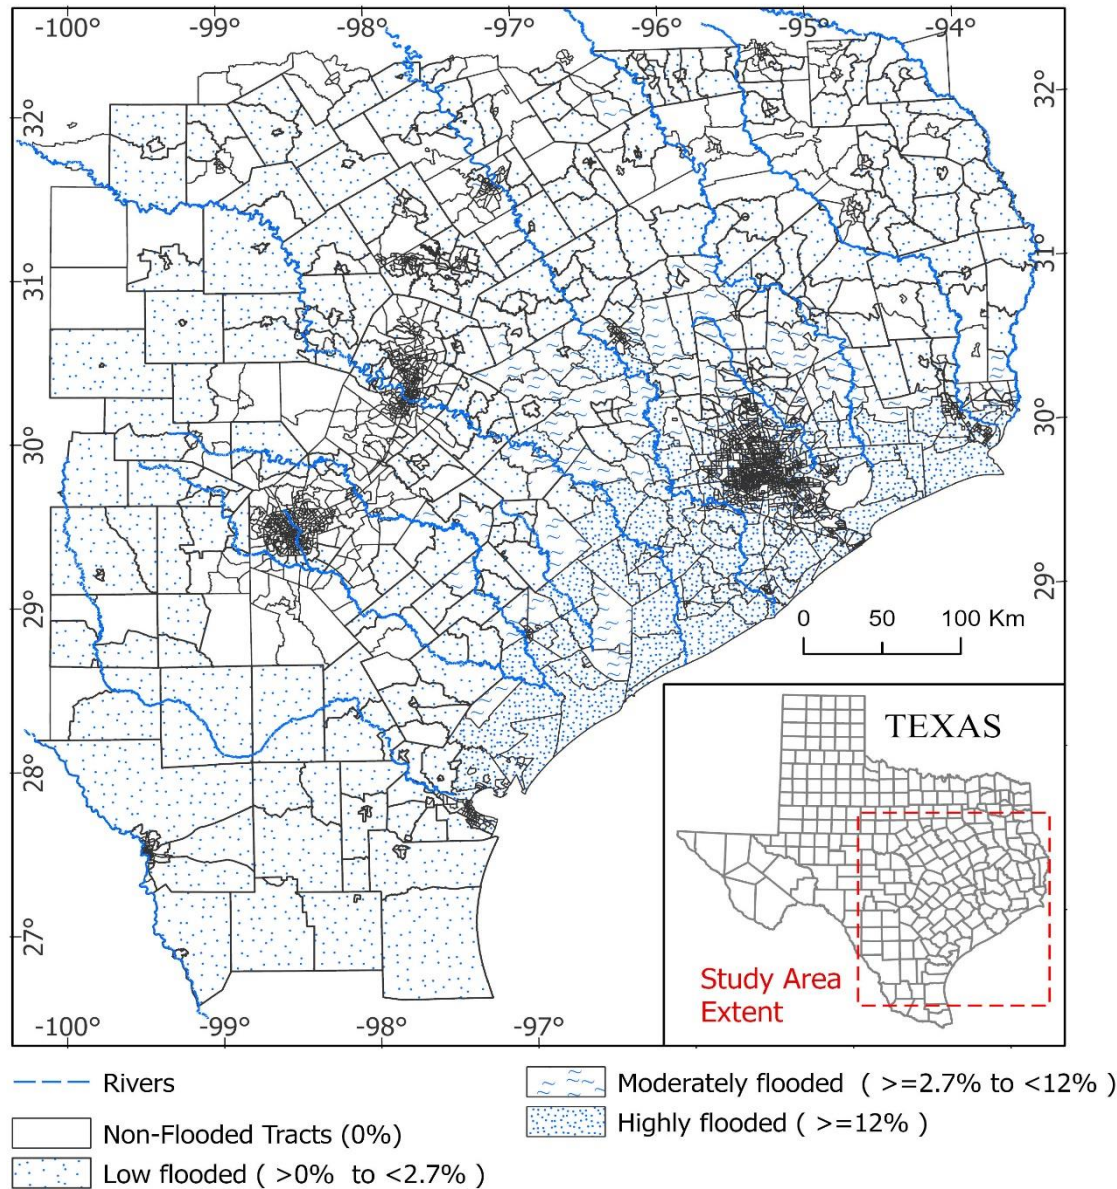 -100° -99° -98° -97° -96° -95° -94°
32° 32°
31° 31°
30° 30°
29° 29°
0 50 100 Km
28°
TEXAS
27°
Study Area
Extent
-100° -99° -98° -97°
Rivers
Non-Flooded Tracts (0%)
Low flooded ( >0% to <2.7% )
Moderately flooded ( >=2.7% to <12% )
Highly flooded ( >=12% )